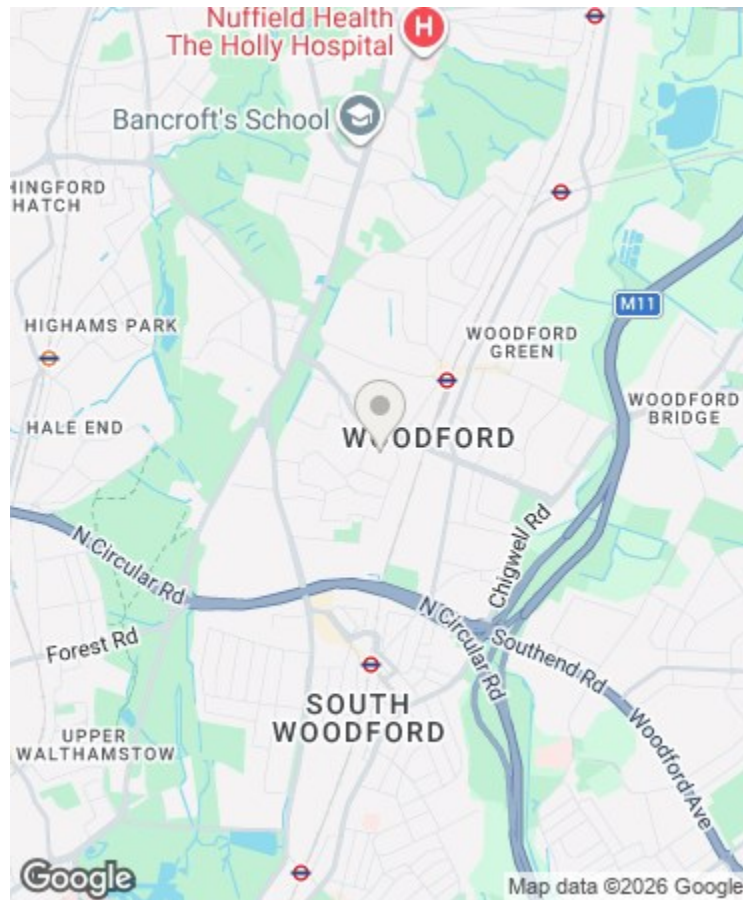 Nuffield Health
The Holly Hospital
H
Bancroft's School
HINGFORD
HATCH
M11
HIGHAMS PARK
WOODFORD
GREEN
WOODFORD
BRIDGE
HALE END
WOODFORD
Chigwell Rd
N Circular Rd
N Circular Rd
Forest Rd
Southend Rd
SOUTH
WOODFORD
UPPER
WALTHAMSTOW
Woodford Ave
Google
Map data ©2026 Google